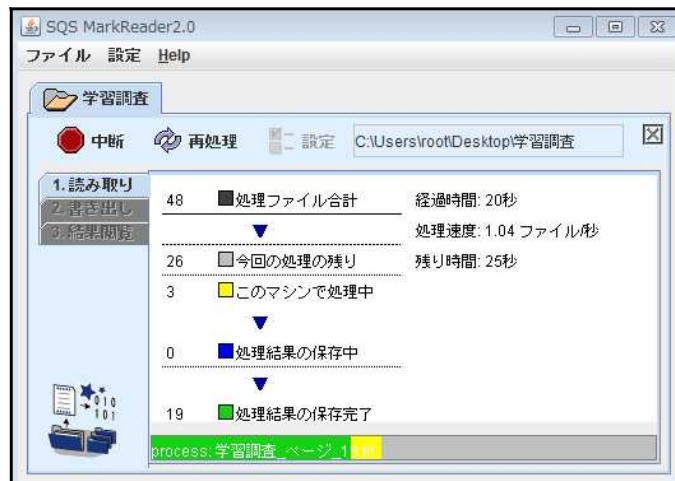 SQS MarkReader2.0
ファイル 設定 Help
学習調査
中断 再処理 設定 C:\Users\root\Desktop\学習調査
1.読み取り
2.書き出し
3.結果閲覧
48 処理ファイル合計 経過時間: 20秒
処理速度: 1.04 ファイル/秒
26 今回の処理の残り 残り時間: 25秒
3 このマシンで処理中
0 処理結果の保存中
19 処理結果の保存完了
process:学習調査_ページ_1